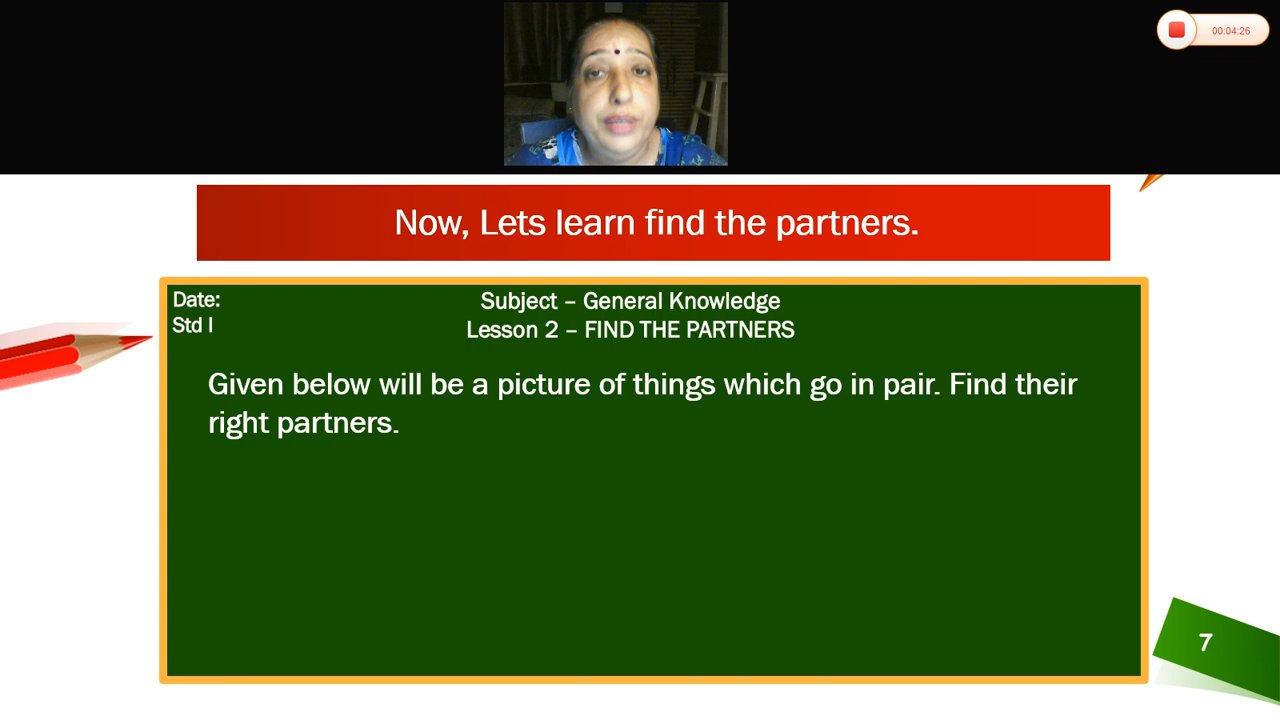 00:04:26
Now, Lets learn find the partners.
Date:
Subject – General Knowledge
Std I
Lesson 2 – FIND THE PARTNERS
Given below will be a picture of things which go in pair. Find their
right partners.
7